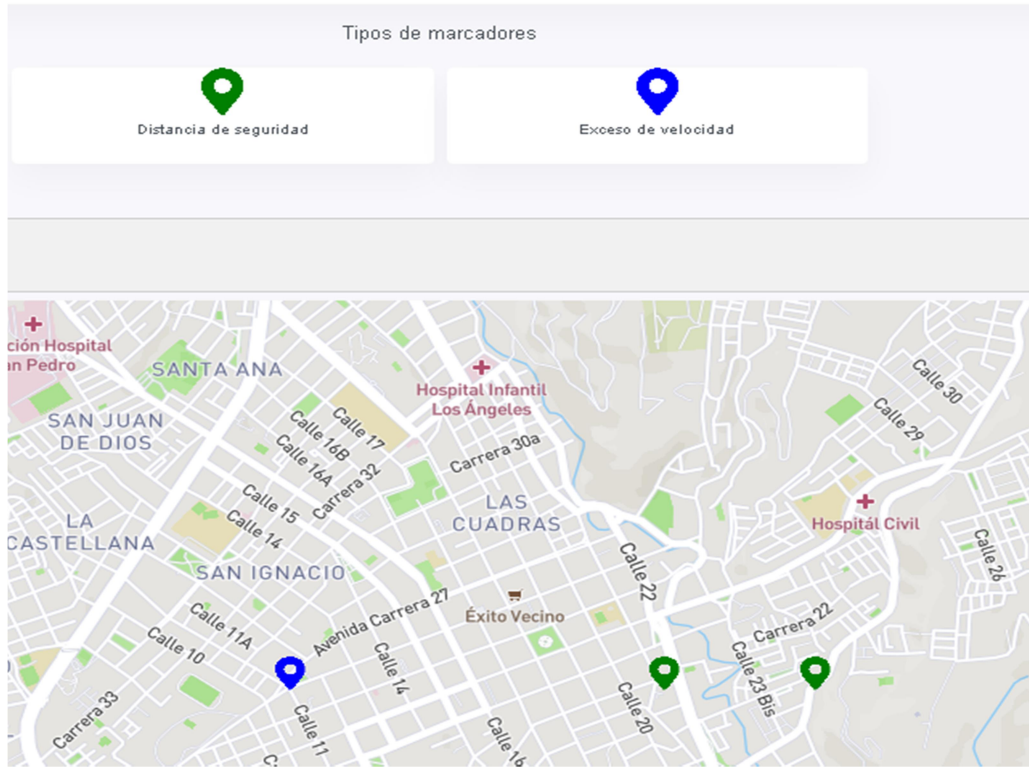 Tipos de marcadores
Distancia de seguridad
Exceso de velocidad
ción Hospital
an Pedro
SANTA ANA
Hospital Infantil
Los Ángeles
Calle 30
SAN JUAN
DE DIOS
Calle 17
Calle 16B
Calle 16A
Carrera 32
Calle 29
Carrera 30a
Calle 15
Calle 14
LAS
CUADRAS
LA
CASTELLANA
Hospitál Civil
Calle 26
SAN IGNACIO
Calle 22
Éxito Vecino
Avenida Carrera 27
Calle 11A
Calle 10
Carrera 22
Calle 14
Calle 23 Bis
Carrera 33
Calle 11
Calle 20
Calle 16